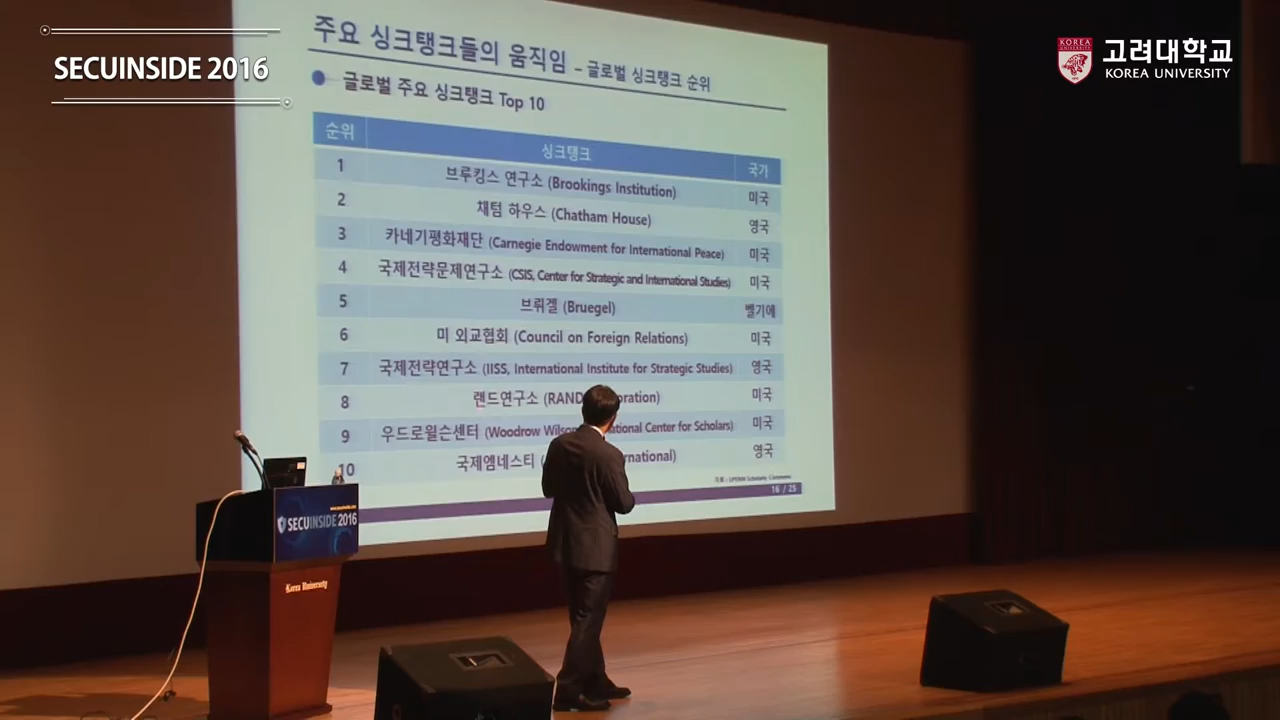 SECUINSIDE 2016
KOREA UNIVERSITY
고려대학교
KOREA UNIVERSITY
주요 싱크탱크들의 움직임 – 글로벌 싱크탱크 순위
글로벌 주요 싱크탱크 Top 10
순위 싱크탱크 국가
1 브루킹스 연구소 (Brookings Institution) 미국
2 채텀 하우스 (Chatham House) 영국
3 카네기평화재단 (Carnegie Endowment for International Peace) 미국
4 국제전략문제연구소 (CSIS, Center for Strategic and International Studies) 미국
5 브뤼겔 (Bruegel) 벨기에
6 미 외교협회 (Council on Foreign Relations) 미국
7 국제전략연구소 (IISS, International Institute for Strategic Studies) 영국
8 랜드연구소 (RAND oration) 미국
9 우드로윌슨센터 (Woodrow Wilson ational Center for Scholars) 미국
10 국제엠네스티 ( rnational) 영국
16 / 25
SECUINSIDE 2016
Korea University